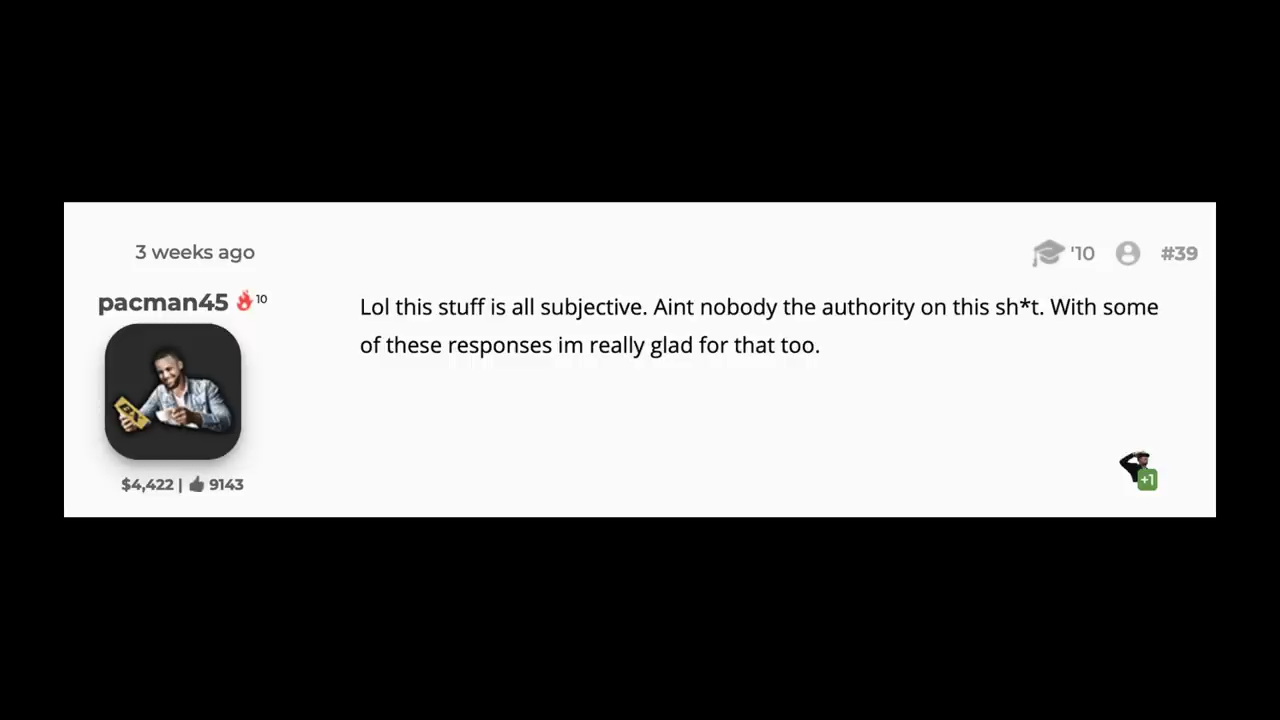 3 weeks ago
'10 #39
pacman45 10
Lol this stuff is all subjective. Aint nobody the authority on this sh*t. With some
of these responses im really glad for that too.
$4,422 | 9143
+1